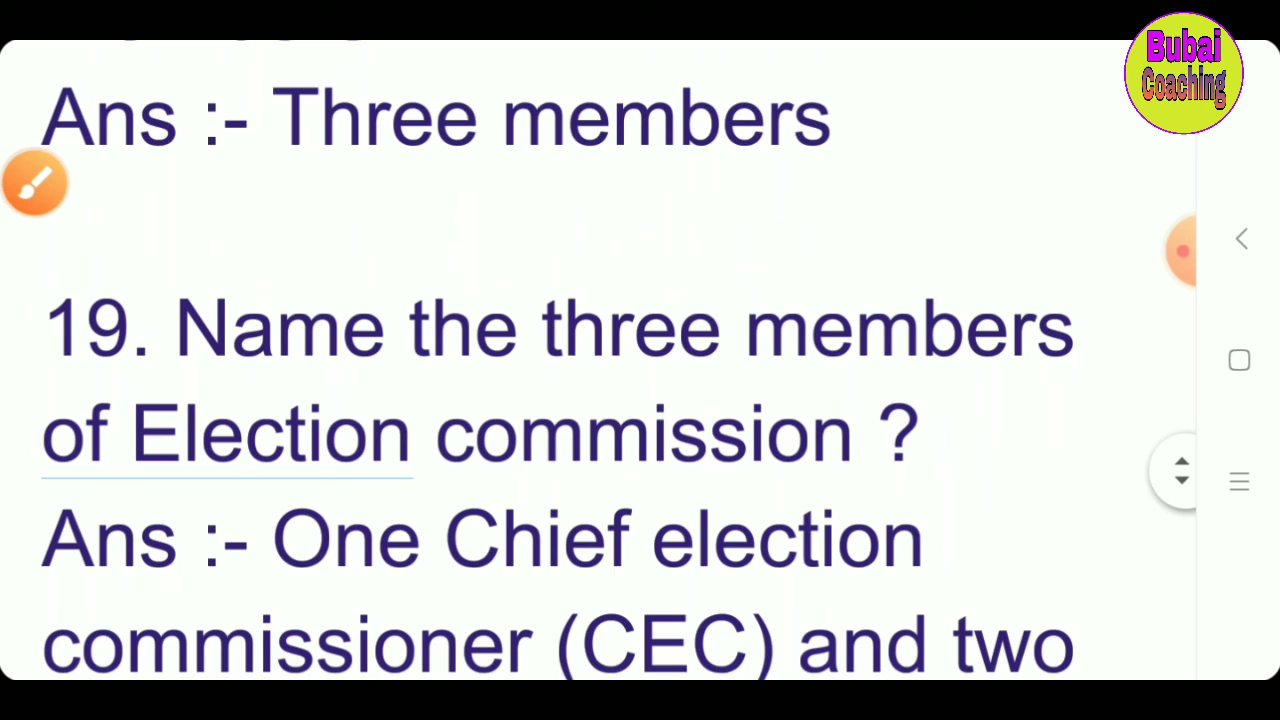 Bubai
Coaching
Ans :- Three members
19. Name the three members
of Election commission ?
Ans :- One Chief election
commissioner (CEC) and two